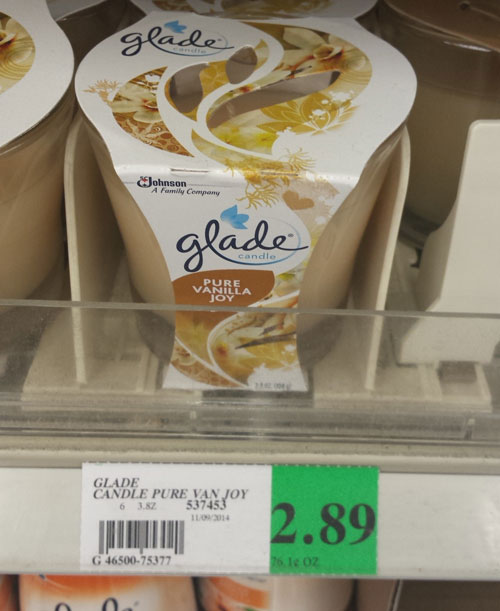 glade
candle
SC Johnson
A Family Company
glade
candle
PURE
VANILLA
JOY
GLADE
CANDLE PURE VAN JOY
6 3.8Z 537453
11/09/2014
G 46500-75377
2.89
76.1¢ OZ